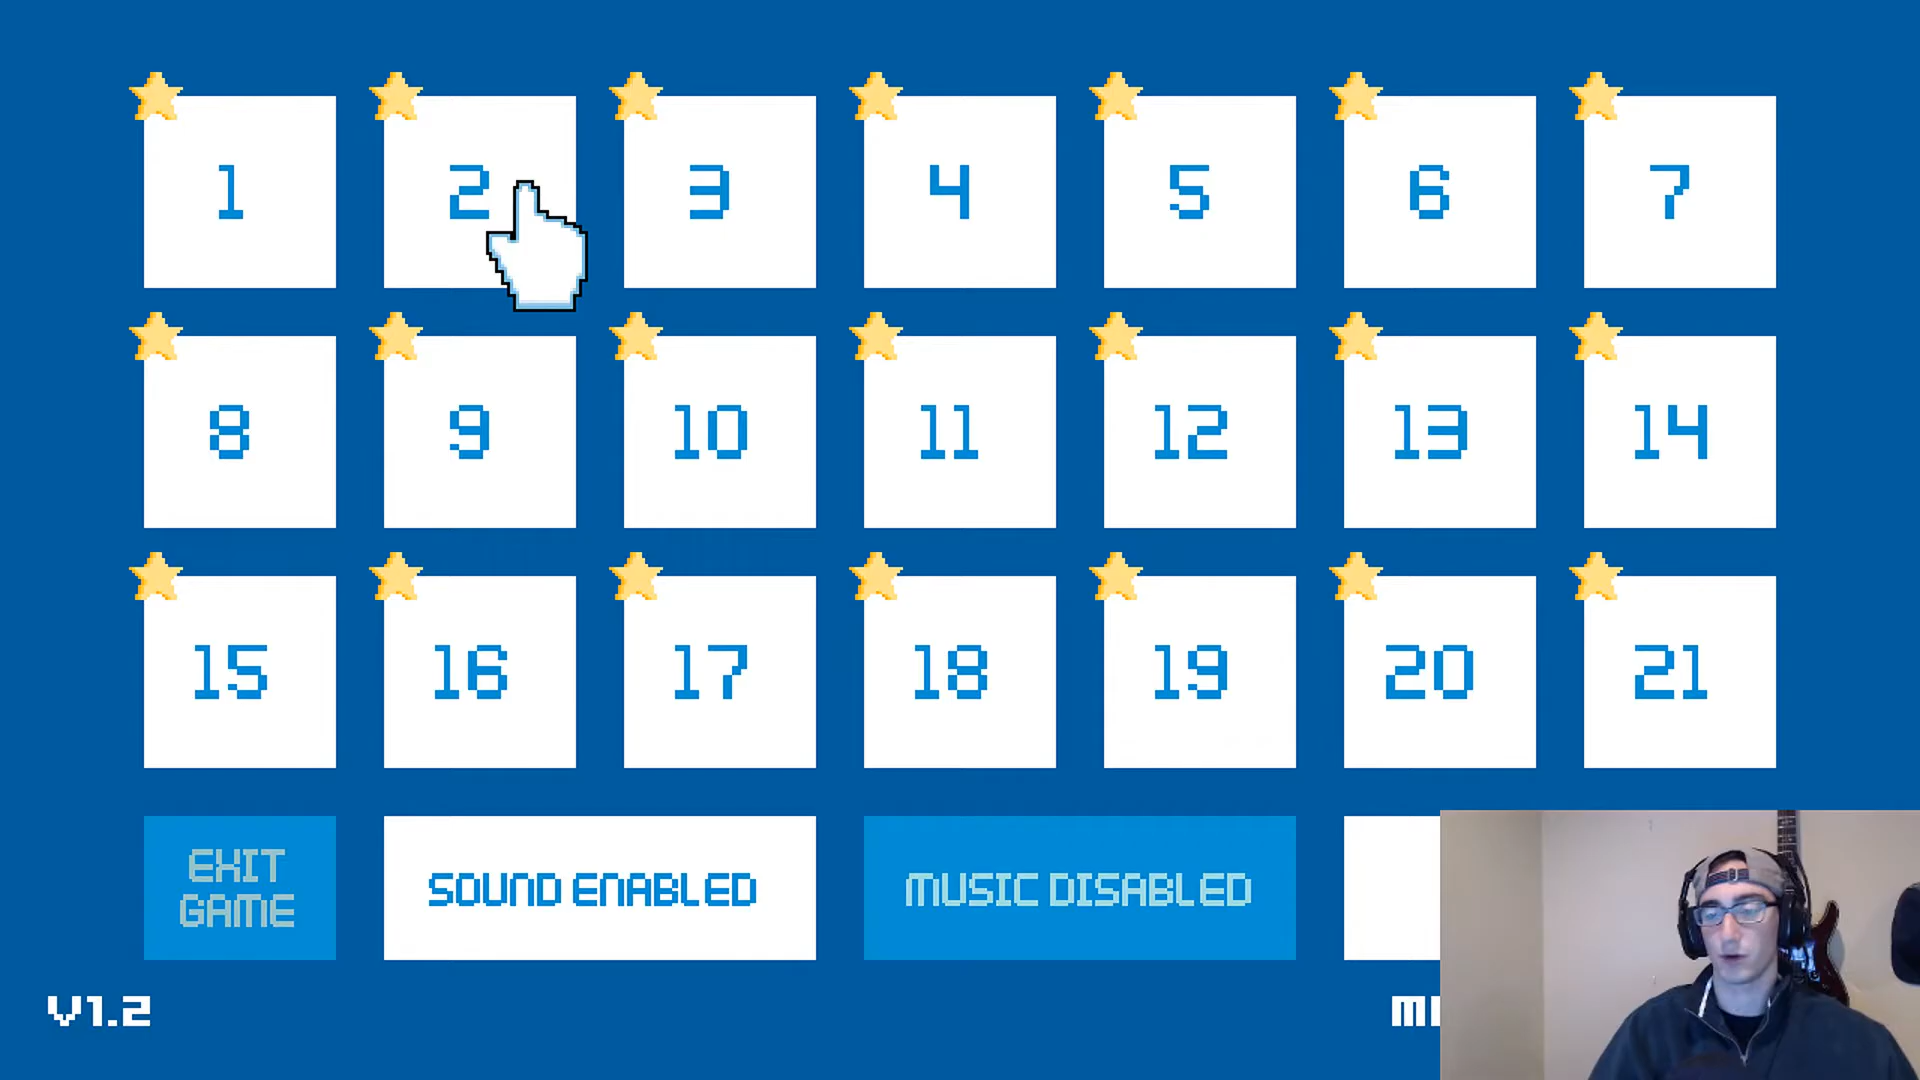 1 2 3 4 5 6 7
8 9 10 11 12 13 14
15 16 17 18 19 20 21
EXIT
GAME
SOUND ENABLED
MUSIC DISABLED
V1.2